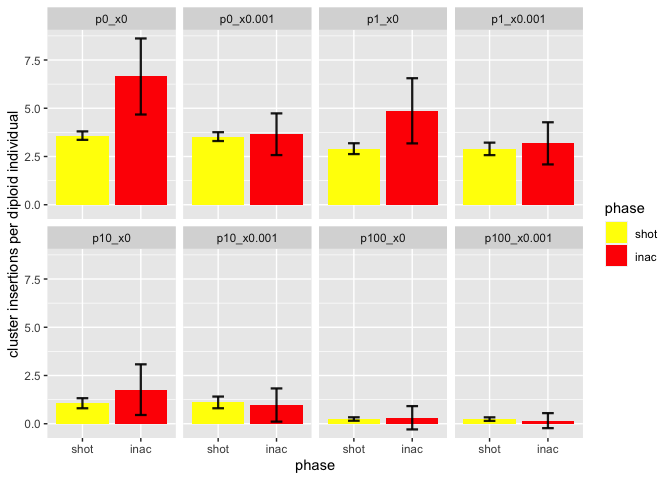 p0_x0 p0_x0.001 p1_x0 p1_x0.001
7.5
5.0
2.5
0.0
p10_x0 p10_x0.001 p100_x0 p100_x0.001
7.5
5.0
2.5
0.0
shot inac shot inac shot inac shot inac
phase
cluster insertions per diploid individual
phase
shot
inac